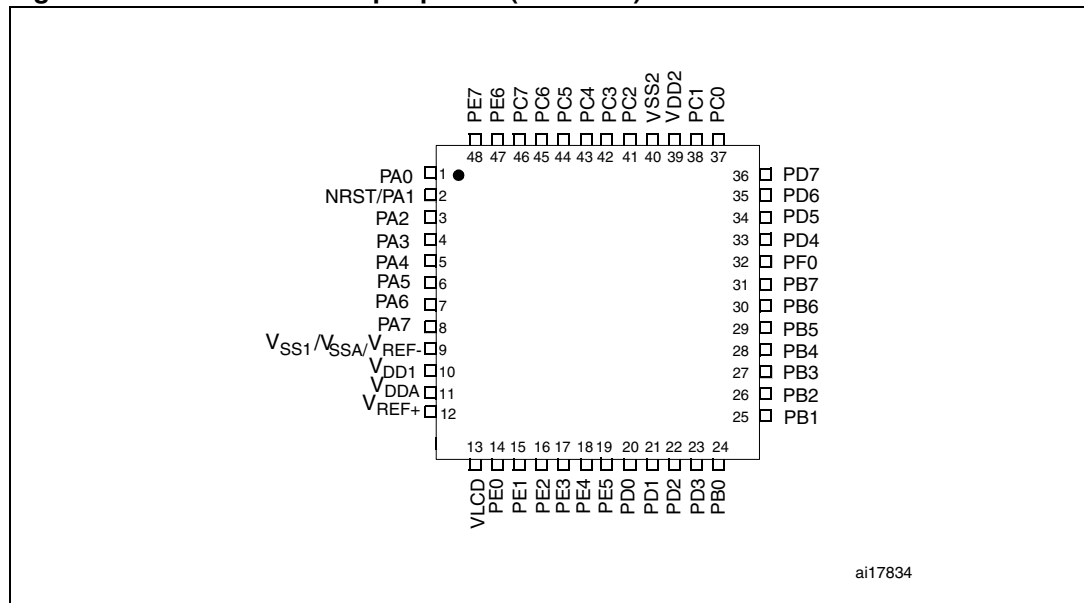 PE7 PE6 PC7 PC6 PC5 PC4 PC3 PC2 VSS2 VDD2 PC1 PC0
48 47 46 45 44 43 42 41 40 39 38 37
PA0 1 36 PD7
NRST/PA1 2 35 PD6
PA2 3 34 PD5
PA3 4 33 PD4
PA4 5 32 PF0
PA5 6 31 PB7
PA6 7 30 PB6
PA7 8 29 PB5
VSS1/VSSA/VREF- 9 28 PB4
VDD1 10 27 PB3
VDDA 11 26 PB2
VREF+ 12 25 PB1
13 14 15 16 17 18 19 20 21 22 23 24
VLCD PE0 PE1 PE2 PE3 PE4 PE5 PD0 PD1 PD2 PD3 PB0
ai17834